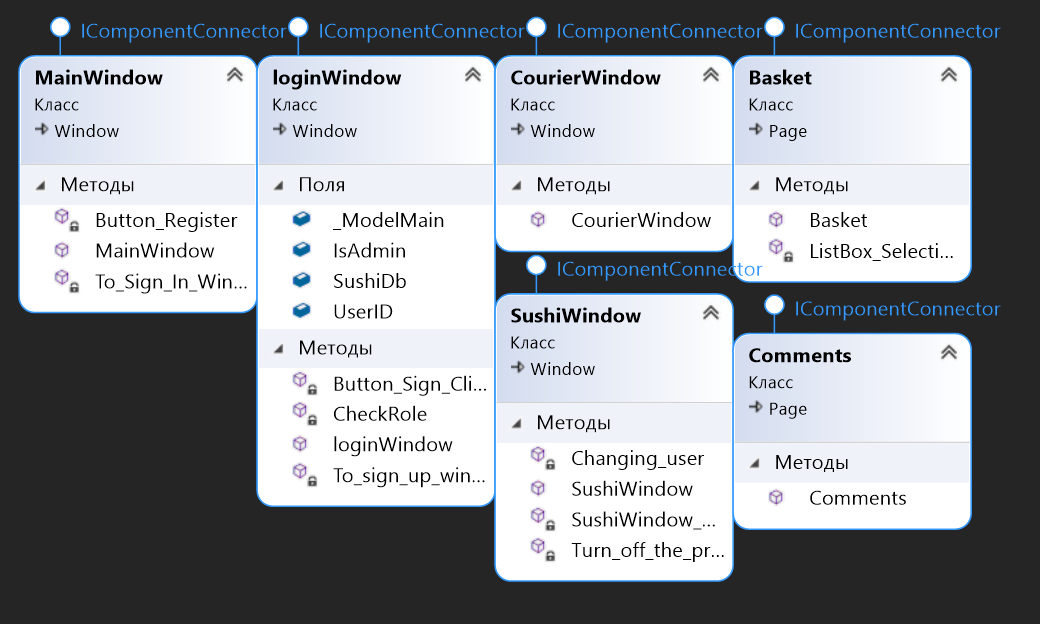 IComponentConnector
MainWindow
Класс
Window
Методы
Button_Register
MainWindow
To_Sign_In_Win...
IComponentConnector
loginWindow
Класс
Window
Поля
_ModelMain
IsAdmin
SushiDb
UserID
Методы
Button_Sign_Cli...
CheckRole
loginWindow
To_sign_up_win...
IComponentConnector
CourierWindow
Класс
Window
Методы
CourierWindow
IComponentConnector
SushiWindow
Класс
Window
Методы
Changing_user
SushiWindow
SushiWindow_...
Turn_off_the_pr...
IComponentConnector
Basket
Класс
Page
Методы
Basket
ListBox_Selecti...
IComponentConnector
Comments
Класс
Page
Методы
Comments